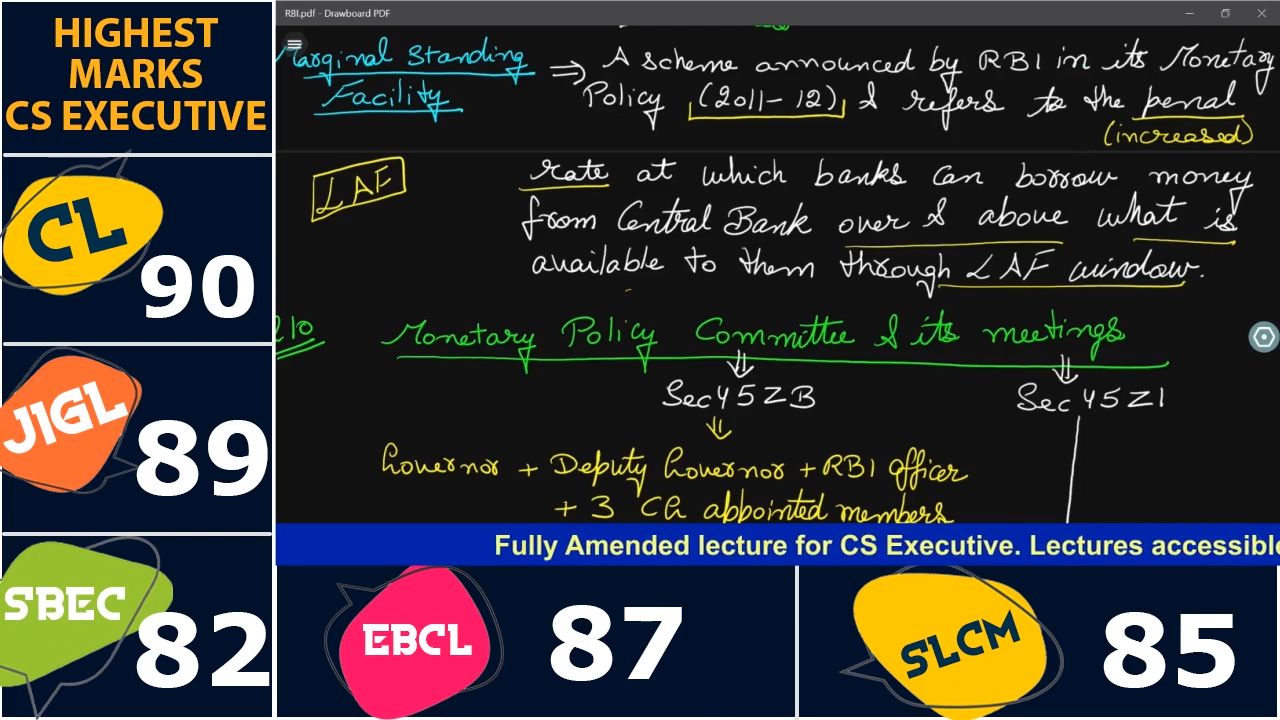 HIGHEST
MARKS
CS EXECUTIVE
CL
90
JIGL
89
SBEC
82
EBCL
87
SLCM
85
RBI.pdf - Drawboard PDF
Marginal Standing
Facility
⇒ A scheme announced by RBI in its Monetary
Policy (2011-12) & refers to the penal
(increased)
LAF
rate at which banks can borrow money
from Central Bank over & above what is
available to them through LAF window.
Monetary Policy Committee & its meetings
Sec 45ZB
Sec 45ZI
Governor + Deputy Governor + RBI officer
+ 3 CG appointed members
Fully Amended lecture for CS Executive. Lectures accessible